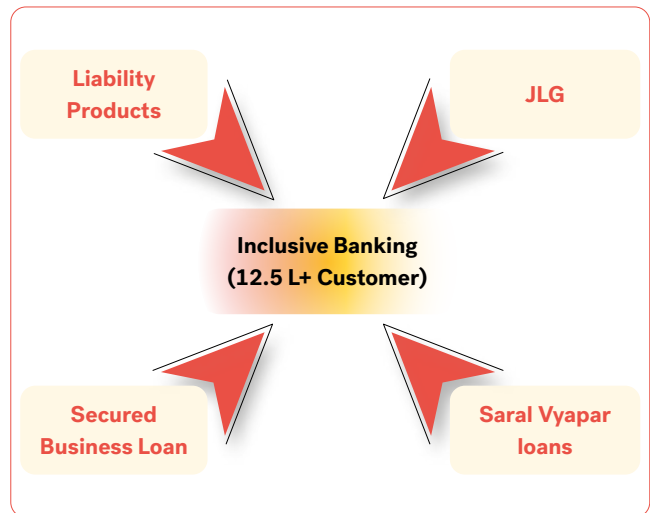 Liability
Products
JLG
Inclusive Banking
(12.5 L+ Customer)
Secured
Business Loan
Saral Vyapar
loans